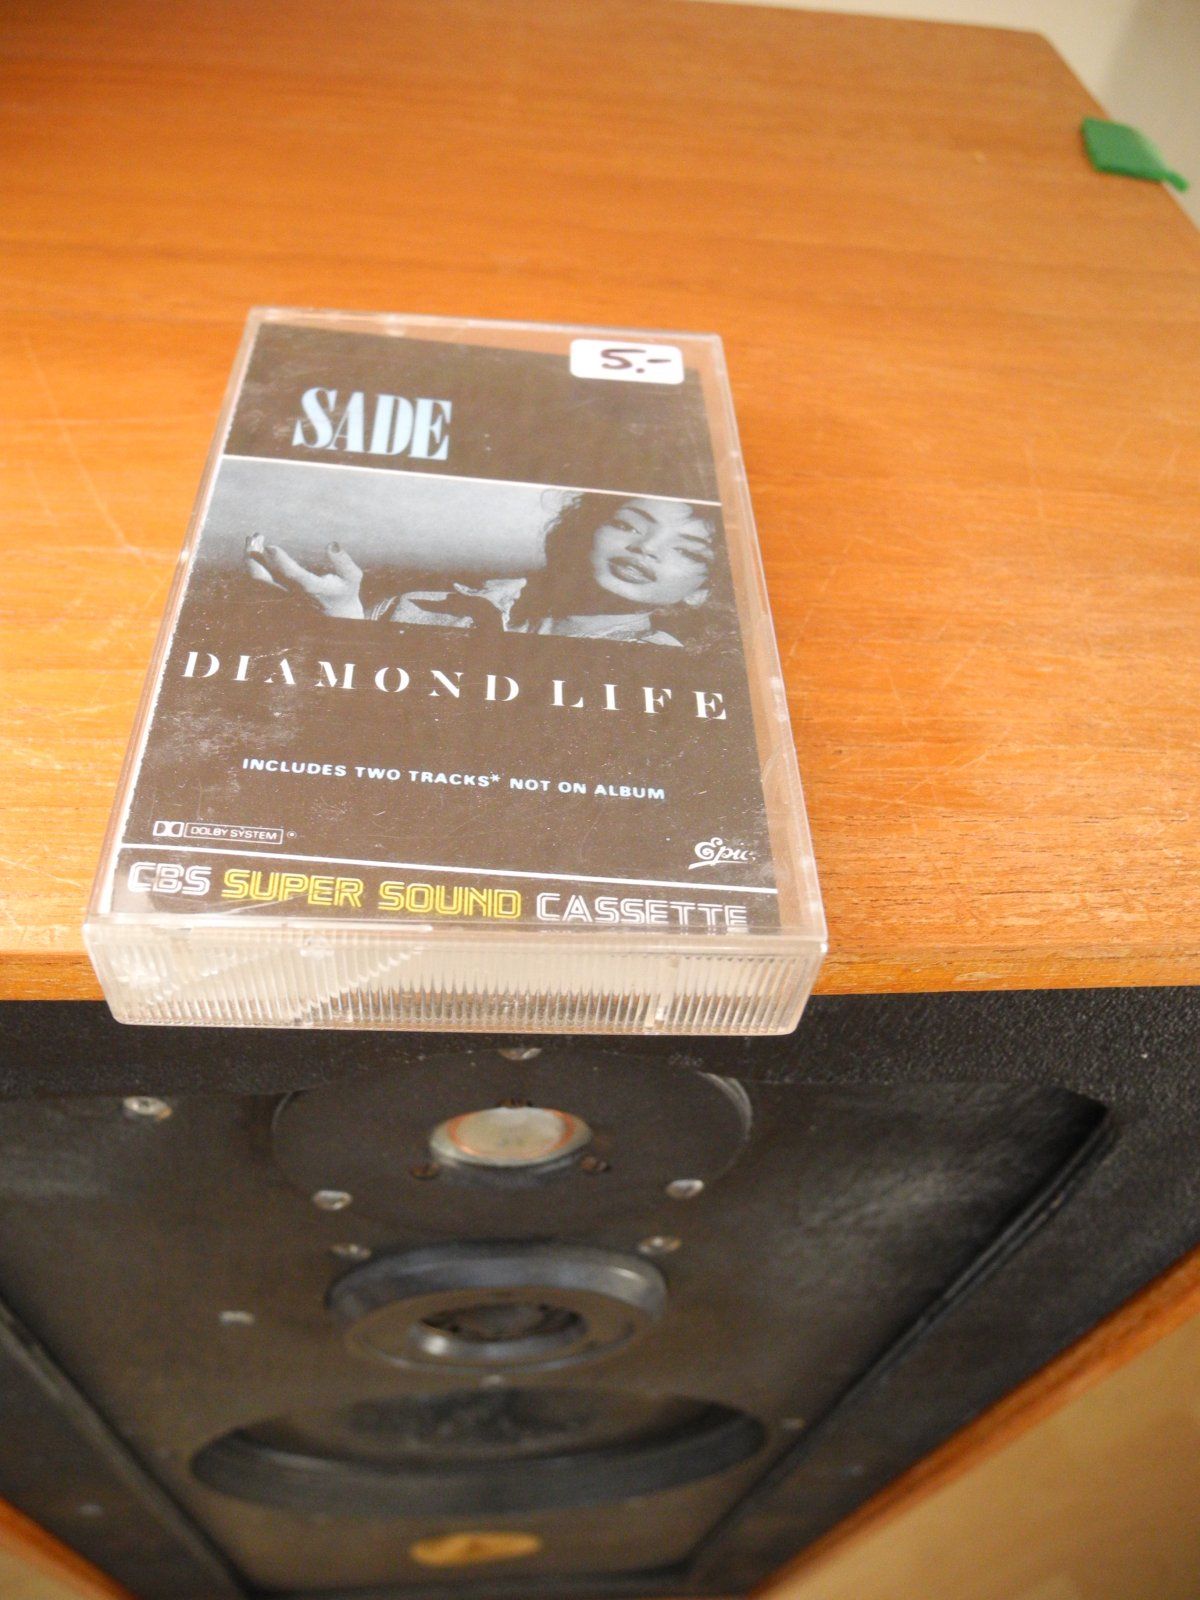 5.-
SADE
DIAMOND LIFE
INCLUDES TWO TRACKS* NOT ON ALBUM
DOLBY SYSTEM
Epic
CBS SUPER SOUND CASSETTE